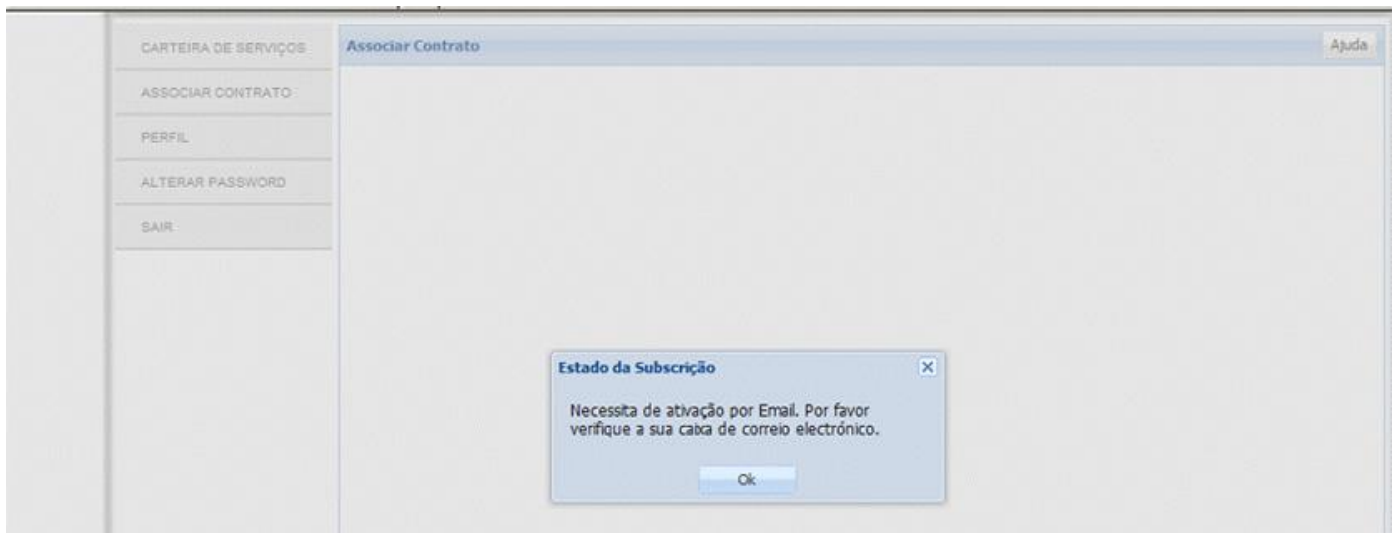 CARTEIRA DE SERVIÇOS
ASSOCIAR CONTRATO
PERFIL
ALTERAR PASSWORD
SAIR
Associar Contrato
Ajuda
Estado da Subscrição
Necessita de ativação por Email. Por favor
verifique a sua caixa de correio electrónico.
Ok